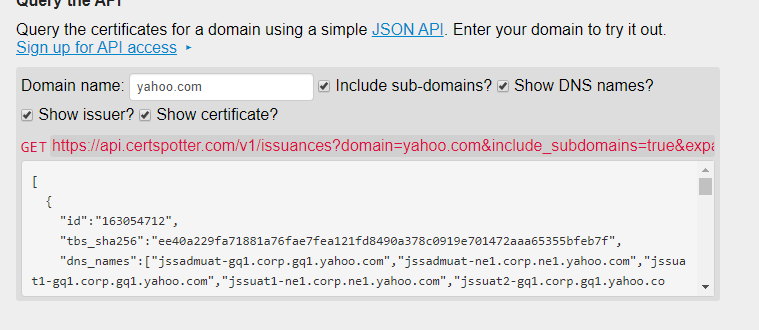 Query the API
Query the certificates for a domain using a simple JSON API. Enter your domain to try it out.
Sign up for API access ▸
Domain name: yahoo.com Include sub-domains? Show DNS names?
Show issuer? Show certificate?
GET https://api.certspotter.com/v1/issuances?domain=yahoo.com&include_subdomains=true&expa
[
{
"id":"163054712",
"tbs_sha256":"ee40a229fa71881a76fae7fea121fd8490a378c0919e701472aaa65355bfeb7f",
"dns_names":["jssadmuat-gq1.corp.gq1.yahoo.com","jssadmuat-ne1.corp.ne1.yahoo.com","jssua
t1-gq1.corp.gq1.yahoo.com","jssuat1-ne1.corp.ne1.yahoo.com","jssuat2-gq1.corp.gq1.yahoo.co